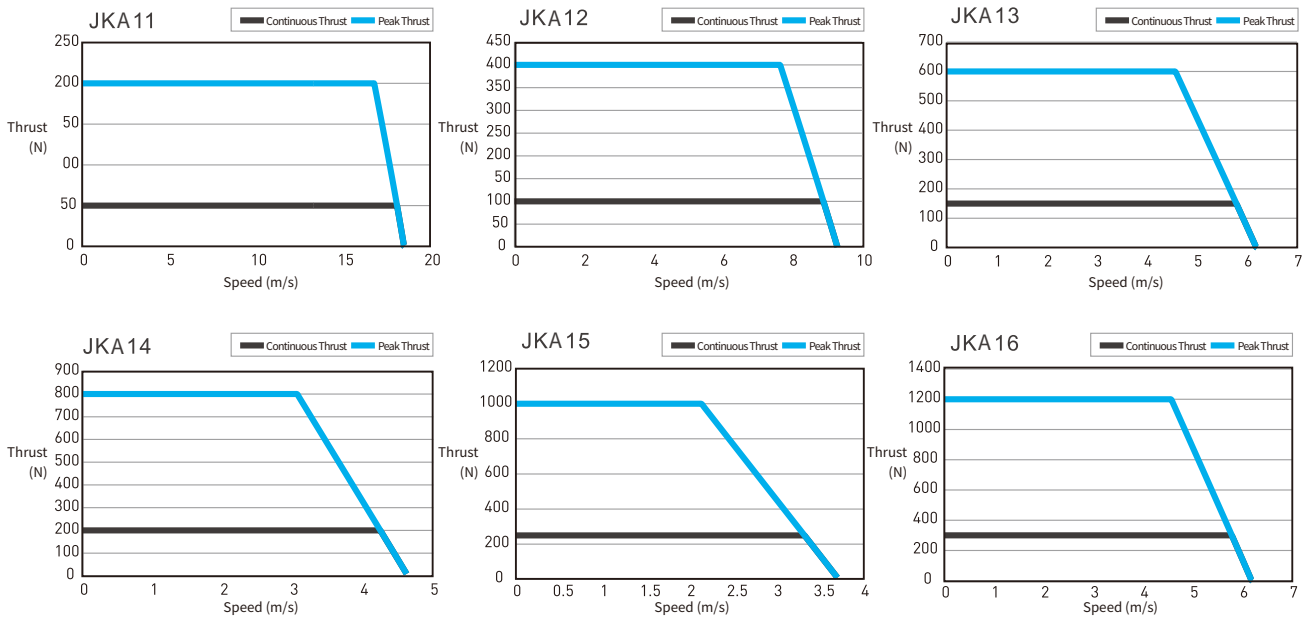 JKA11
Continuous Thrust Peak Thrust
250
200
50
00
50
0
Thrust
(N)
0 5 10 15 20
Speed (m/s)
JKA12
Continuous Thrust Peak Thrust
450
400
350
300
250
200
50
100
50
0
Thrust
(N)
0 2 4 6 8 10
Speed (m/s)
JKA13
Continuous Thrust Peak Thrust
700
600
500
400
300
200
100
0
Thrust
(N)
0 1 2 3 4 5 6 7
Speed (m/s)
JKA14
Continuous Thrust Peak Thrust
900
800
700
600
500
400
300
200
100
0
Thrust
(N)
0 1 2 3 4 5
Speed (m/s)
JKA15
Continuous Thrust Peak Thrust
1200
1000
800
600
400
200
0
Thrust
(N)
0 0.5 1 1.5 2 2.5 3 3.5 4
Speed (m/s)
JKA16
Continuous Thrust Peak Thrust
1400
1200
1000
800
600
400
200
0
Thrust
(N)
0 1 2 3 4 5 6 7
Speed (m/s)